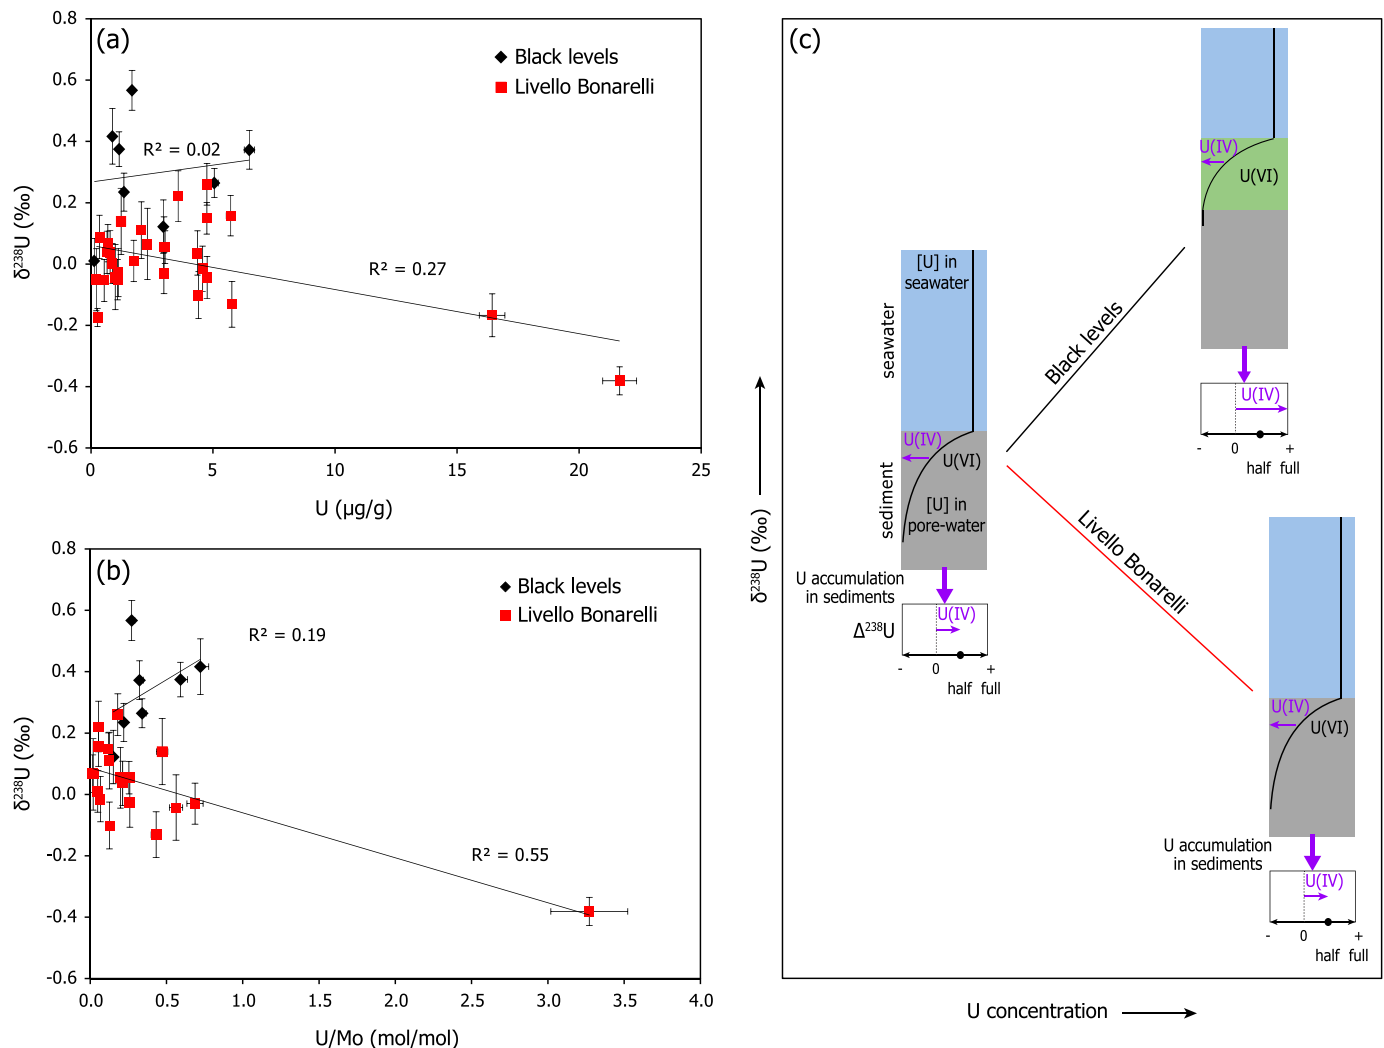 (a)
Black levels
Livello Bonarelli
R² = 0.02
R² = 0.27
0.8
0.6
0.4
0.2
0.0
-0.2
-0.4
-0.6
0
5
10
15
20
25
δ²³⁸U (‰)
U (μg/g)
(b)
Black levels
Livello Bonarelli
R² = 0.19
R² = 0.55
0.8
0.6
0.4
0.2
0.0
-0.2
-0.4
-0.6
0.0
0.5
1.0
1.5
2.0
2.5
3.0
3.5
4.0
δ²³⁸U (‰)
U/Mo (mol/mol)
(c)
δ²³⁸U (‰)
U concentration
seawater
sediment
[U] in
seawater
U(IV)
U(VI)
[U] in
pore-water
U accumulation
in sediments
U(IV)
Δ²³⁸U
- 0 +
half full
Black levels
U(IV)
U(VI)
U(IV)
- 0 +
half full
Livello Bonarelli
U(IV)
U(VI)
U accumulation
in sediments
U(IV)
- 0 +
half full